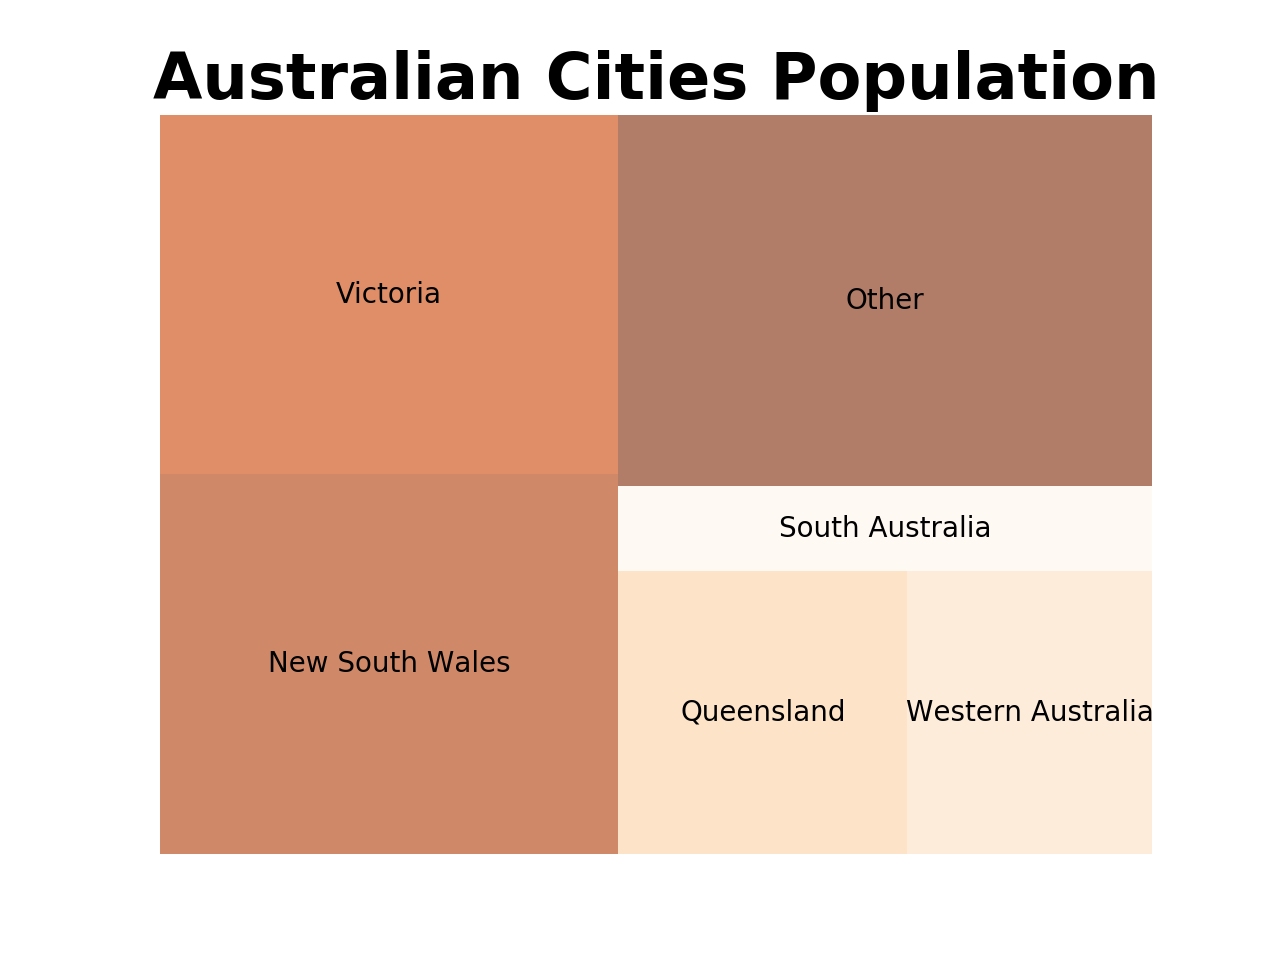 Australian Cities Population
Victoria
Other
South Australia
New South Wales
Queensland
Western Australia